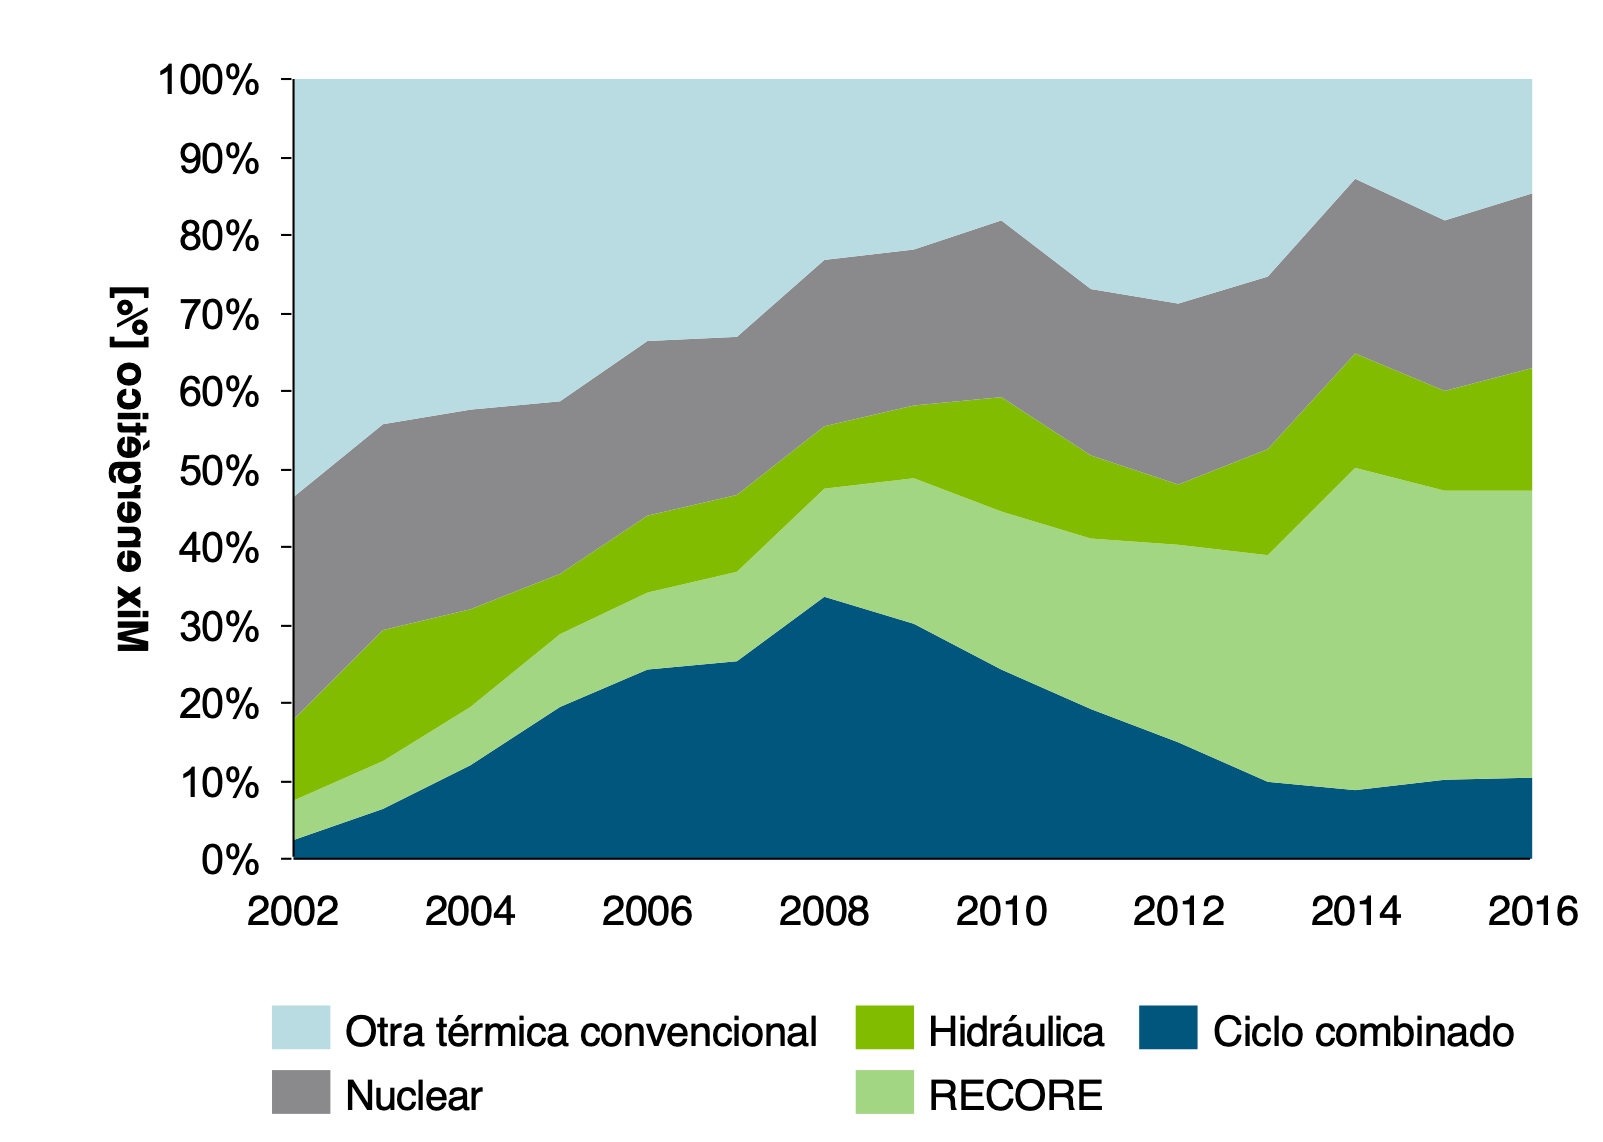 100%
90%
80%
70%
60%
50%
40%
30%
20%
10%
0%
Mix energético [%]
2002 2004 2006 2008 2010 2012 2014 2016
Otra térmica convencional Hidráulica Ciclo combinado
Nuclear RECORE